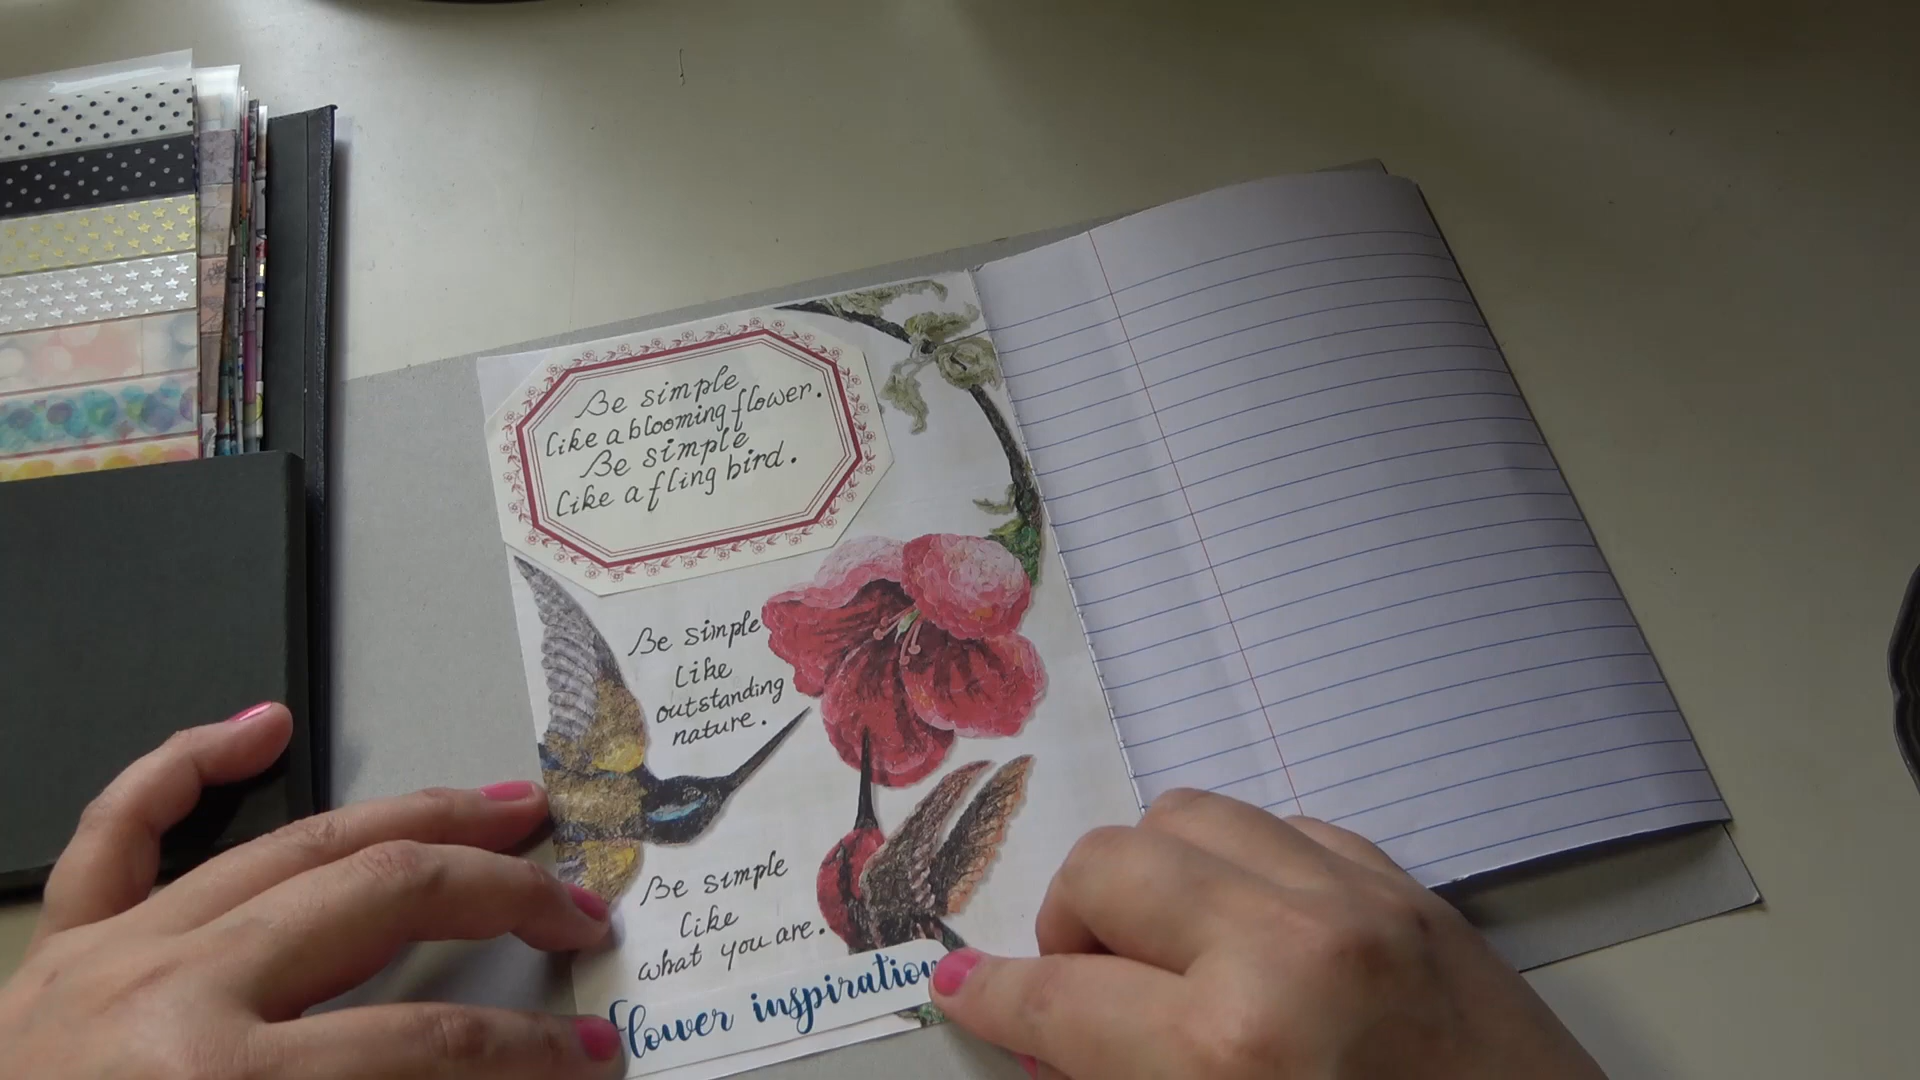 Be simple
like a blooming flower.
Be simple
like a fling bird.
Be simple
like
outstanding
nature.
Be simple
like
what you are.
flower inspiration